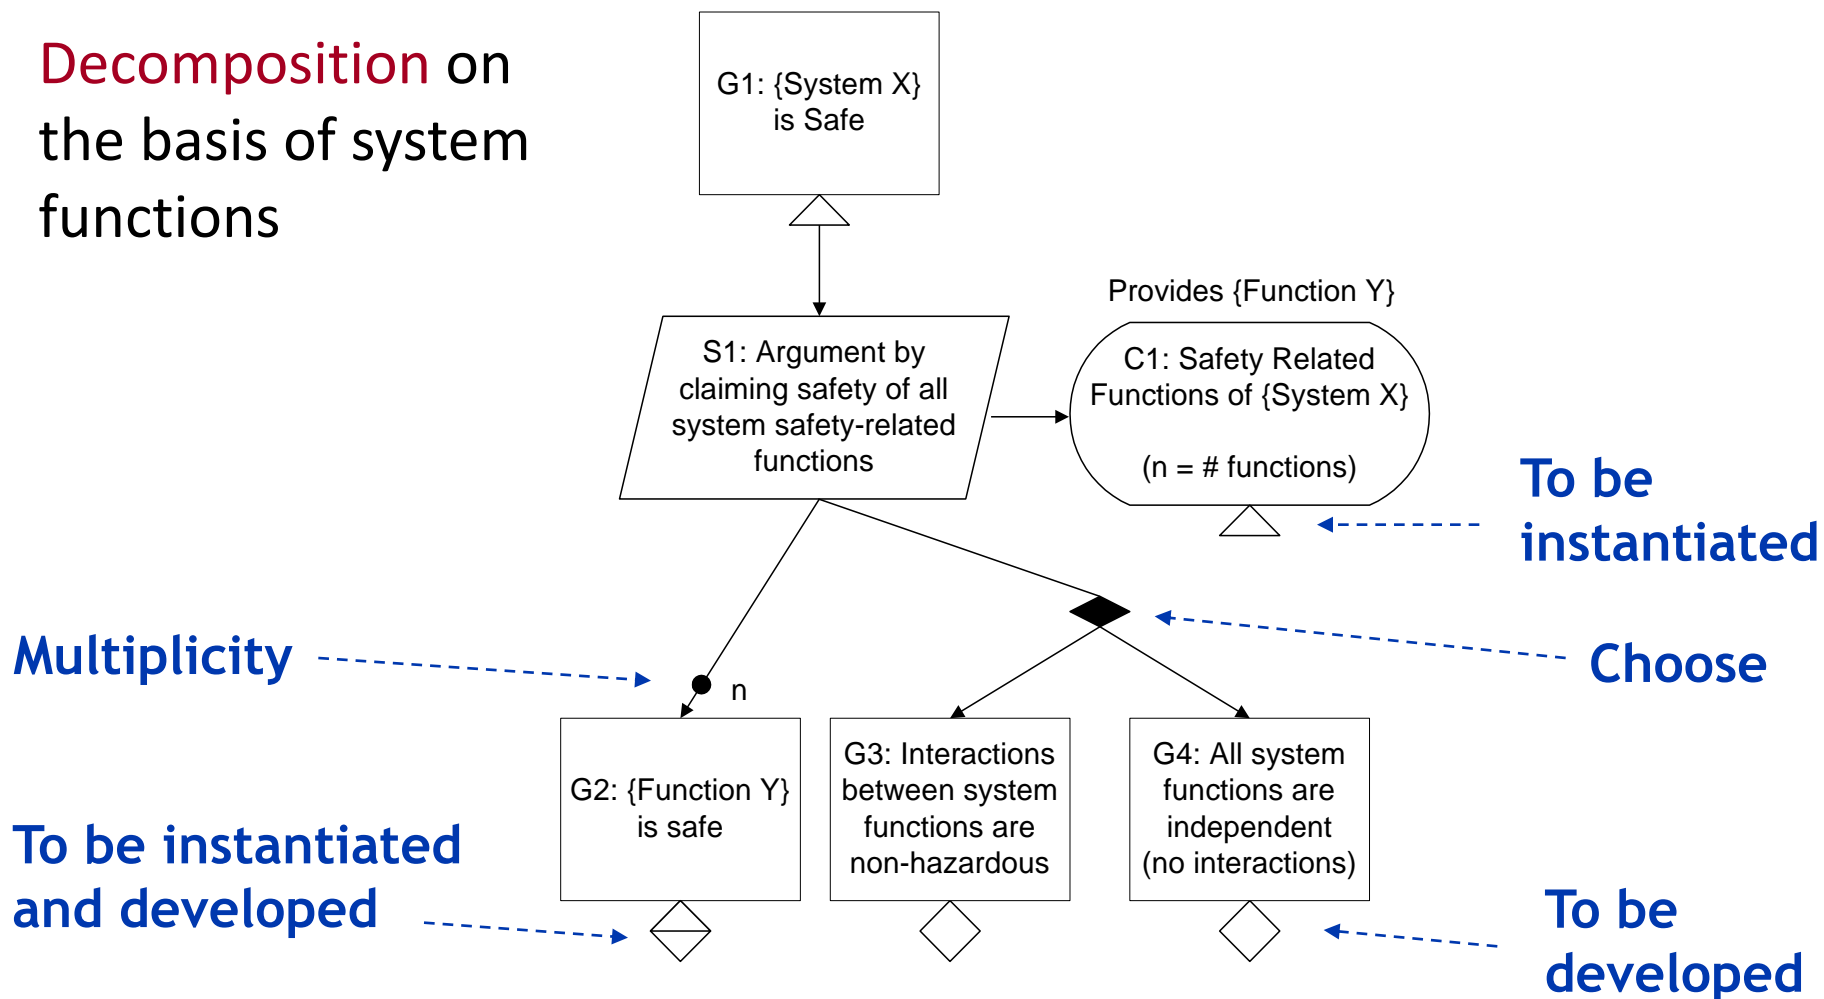 Decomposition on
the basis of system
functions
G1: {System X}
is Safe
Provides {Function Y}
S1: Argument by
claiming safety of all
system safety-related
functions
C1: Safety Related
Functions of {System X}
(n = # functions)
To be
instantiated
Multiplicity
n
Choose
G2: {Function Y}
is safe
G3: Interactions
between system
functions are
non-hazardous
G4: All system
functions are
independent
(no interactions)
To be instantiated
and developed
To be
developed